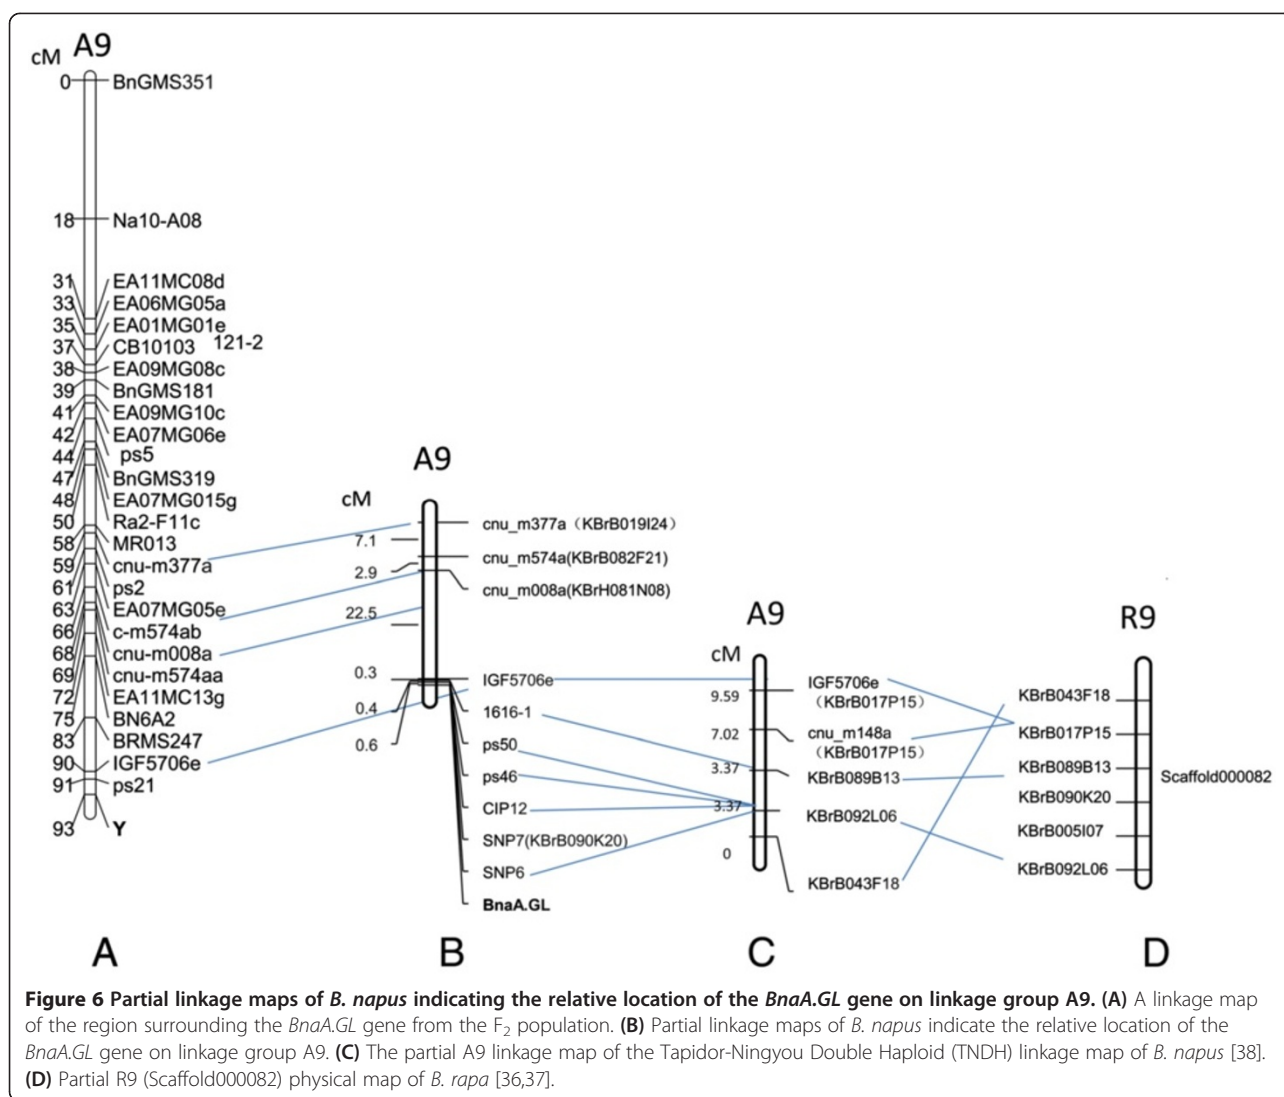 cM A9
0 BnGMS351
18 Na10-A08
31 EA11MC08d
33 EA06MG05a
35 EA01MG01e
37 CB10103 121-2
38 EA09MG08c
39 BnGMS181
41 EA09MG10c
42 EA07MG06e
44 ps5
47 BnGMS319
48 EA07MG015g
50 Ra2-F11c
58 MR013
59 cnu-m377a
61 ps2
63 EA07MG05e
66 c-m574ab
68 cnu-m008a
69 cnu-m574aa
72 EA11MC13g
75 BN6A2
83 BRMS247
90 IGF5706e
91 ps21
93 Y
A
A9
cM
cnu_m377a（KBrB019I24）
7.1
cnu_m574a(KBrB082F21)
2.9
cnu_m008a(KBrH081N08)
22.5
0.3 IGF5706e
0.4 1616-1
0.6 ps50
ps46
CIP12
SNP7(KBrB090K20)
SNP6
BnaA.GL
B
A9
cM
IGF5706e
9.59
（KBrB017P15）
7.02 cnu_m148a
（KBrB017P15）
3.37 KBrB089B13
3.37 KBrB092L06
0
KBrB043F18
C
R9
KBrB043F18
KBrB017P15
KBrB089B13
Scaffold000082
KBrB090K20
KBrB005I07
KBrB092L06
D
Figure 6 Partial linkage maps of B. napus indicating the relative location of the BnaA.GL gene on linkage group A9. (A) A linkage map
of the region surrounding the BnaA.GL gene from the F2 population. (B) Partial linkage maps of B. napus indicate the relative location of the
BnaA.GL gene on linkage group A9. (C) The partial A9 linkage map of the Tapidor-Ningyou Double Haploid (TNDH) linkage map of B. napus [38].
(D) Partial R9 (Scaffold000082) physical map of B. rapa [36,37].